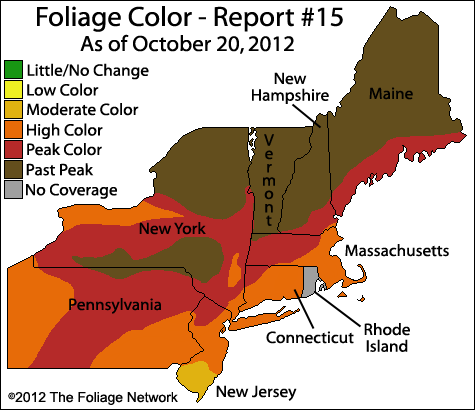 Foliage Color - Report #15
As of October 20, 2012
Little/No Change
Low Color
Moderate Color
High Color
Peak Color
Past Peak
No Coverage
New
Hampshire
Maine
Vermont
New York
Massachusetts
Pennsylvania
Connecticut
Rhode
Island
New Jersey
©2012 The Foliage Network